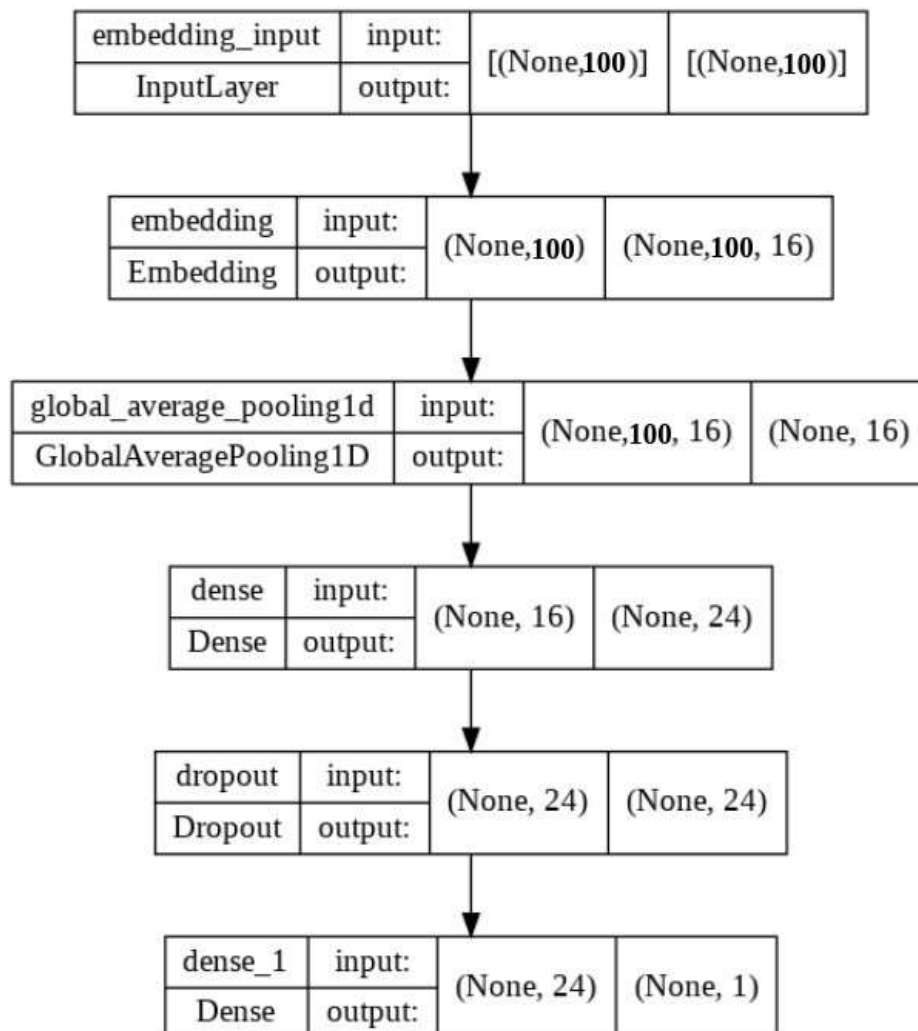 embedding_input input: [(None,100)] [(None,100)]
InputLayer output:
embedding input: (None,100) (None,100, 16)
Embedding output:
global_average_pooling1d input: (None,100, 16) (None, 16)
GlobalAveragePooling1D output:
dense input: (None, 16) (None, 24)
Dense output:
dropout input: (None, 24) (None, 24)
Dropout output:
dense_1 input: (None, 24) (None, 1)
Dense output: